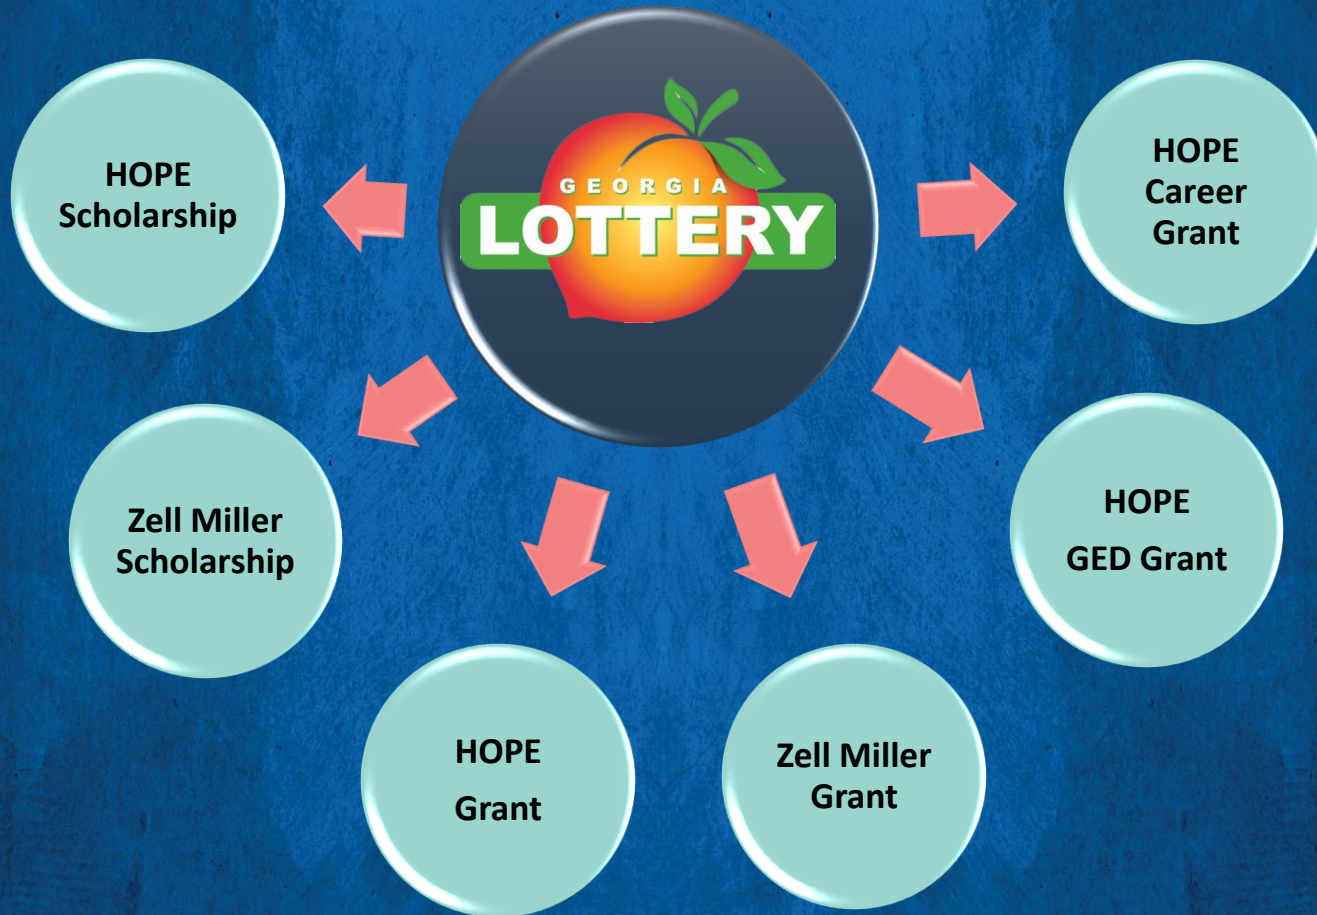 GEORGIA
LOTTERY
HOPE
Scholarship
Zell Miller
Scholarship
HOPE
Grant
Zell Miller
Grant
HOPE
GED Grant
HOPE
Career
Grant